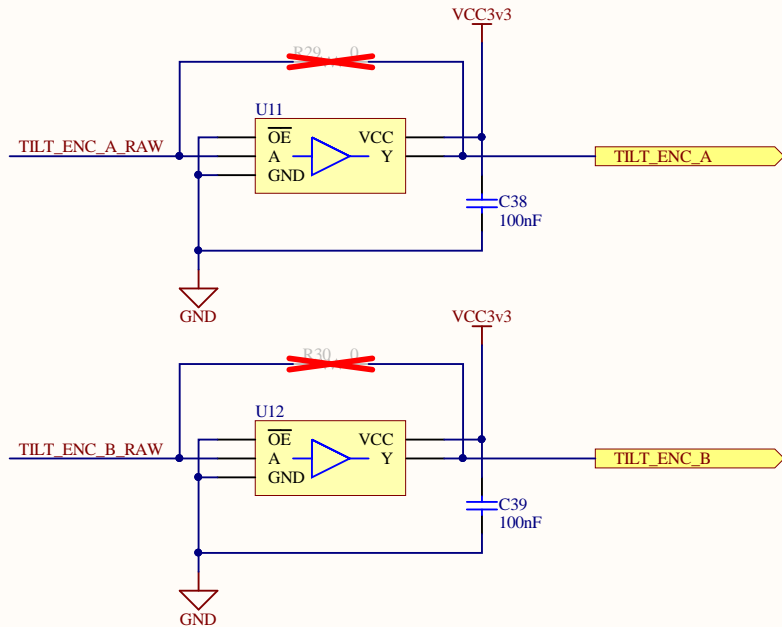 VCC3v3
R29 0
U11
OE VCC
TILT_ENC_A_RAW A Y TILT_ENC_A
GND
C38
100nF
GND
VCC3v3
R30 0
U12
OE VCC
TILT_ENC_B_RAW A Y TILT_ENC_B
GND
C39
100nF
GND